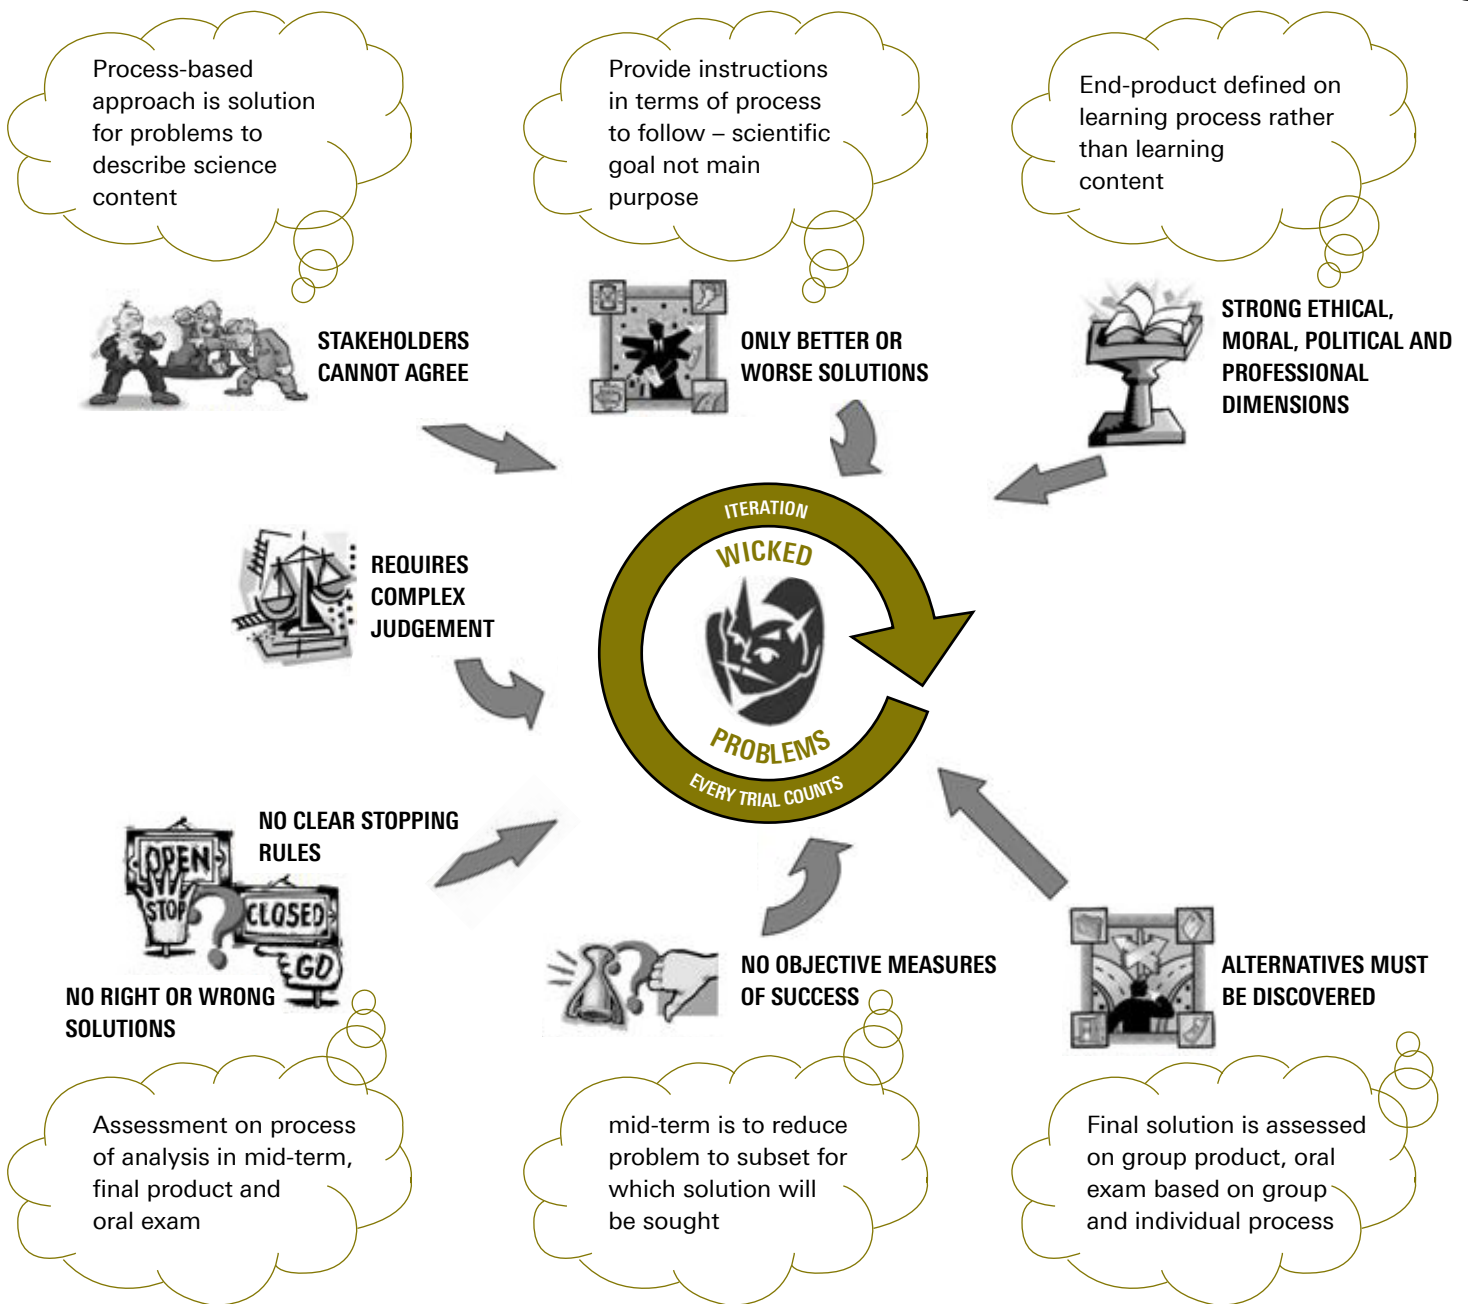 Process-based
approach is solution
for problems to
describe science
content
Provide instructions
in terms of process
to follow – scientific
goal not main
purpose
End-product defined on
learning process rather
than learning
content
STAKEHOLDERS
CANNOT AGREE
ONLY BETTER OR
WORSE SOLUTIONS
STRONG ETHICAL,
MORAL, POLITICAL AND
PROFESSIONAL
DIMENSIONS
REQUIRES
COMPLEX
JUDGEMENT
ITERATION
WICKED
PROBLEMS
EVERY TRIAL COUNTS
NO CLEAR STOPPING
RULES
OPEN
STOP
CLOSED
GO
NO RIGHT OR WRONG
SOLUTIONS
NO OBJECTIVE MEASURES
OF SUCCESS
ALTERNATIVES MUST
BE DISCOVERED
Assessment on process
of analysis in mid-term,
final product and
oral exam
mid-term is to reduce
problem to subset for
which solution will
be sought
Final solution is assessed
on group product, oral
exam based on group
and individual process